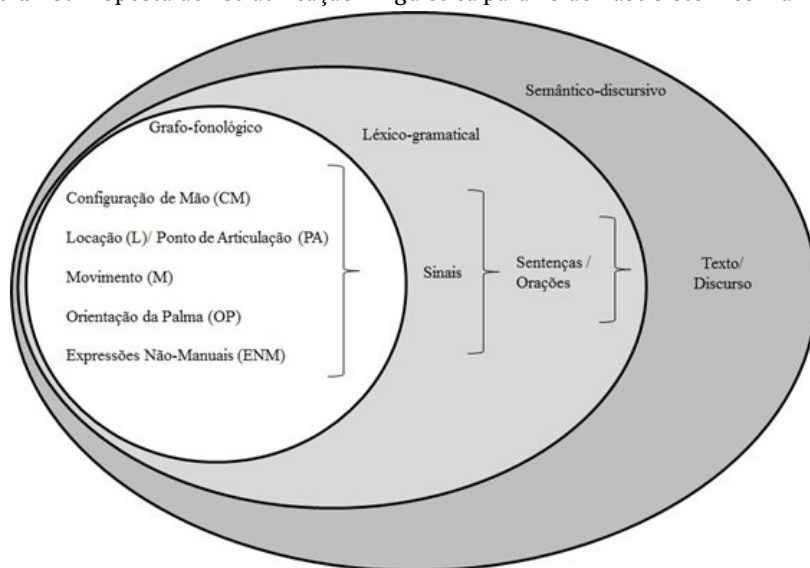 Semântico-discursivo
Grafo-fonológico
Léxico-gramatical
Configuração de Mão (CM)
Locação (L)/ Ponto de Articulação (PA)
Movimento (M)
Orientação da Palma (OP)
Expressões Não-Manuais (ENM)
Sinais
Sentenças /
Orações
Texto/
Discurso